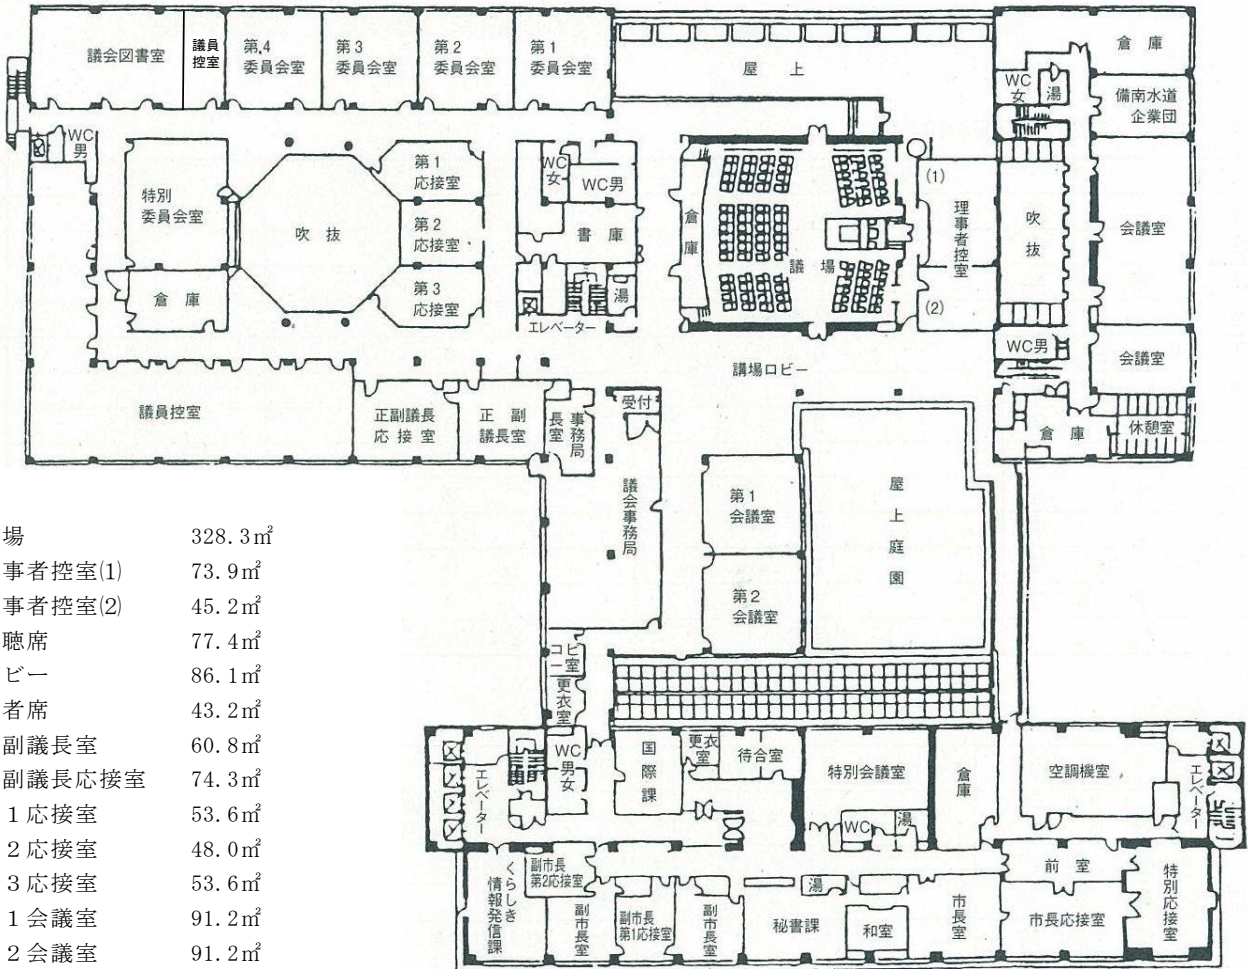 議会図書室
議員
控室
第.4
委員会室
第３
委員会室
第２
委員会室
第１
委員会室
屋上
倉庫
WC
女
湯
備南水道
企業団
WC
男
特別
委員会室
吹抜
第１
応接室
第２
応接室
第３
応接室
倉庫
WC
女
WC男
書庫
湯
エレベーター
倉庫
議場
(1)
理事者控室
(2)
吹抜
会議室
WC男
会議室
講場ロビー
議員控室
正副議長
応接室
正副
議長室
事務局
長室
受付
倉庫
休憩室
議会事務局
第１
会議室
第２
会議室
屋上庭園
場 328.3㎡
事者控室⑴ 73.9㎡
事者控室⑵ 45.2㎡
聴席 77.4㎡
ビー 86.1㎡
者席 43.2㎡
副議長室 60.8㎡
副議長応接室 74.3㎡
１応接室 53.6㎡
２応接室 48.0㎡
３応接室 53.6㎡
１会議室 91.2㎡
２会議室 91.2㎡
コピ
ー室
更衣室
エレベーター
WC
男女
国際課
更衣
室
待合室
特別会議室
WC
湯
倉庫
空調機室
エレベーター
くらしき
情報発信課
副市長
第2応接室
副市長室
副市長
第1応接室
副市長室
秘書課
湯
和室
市長室
前室
市長応接室
特別応接室